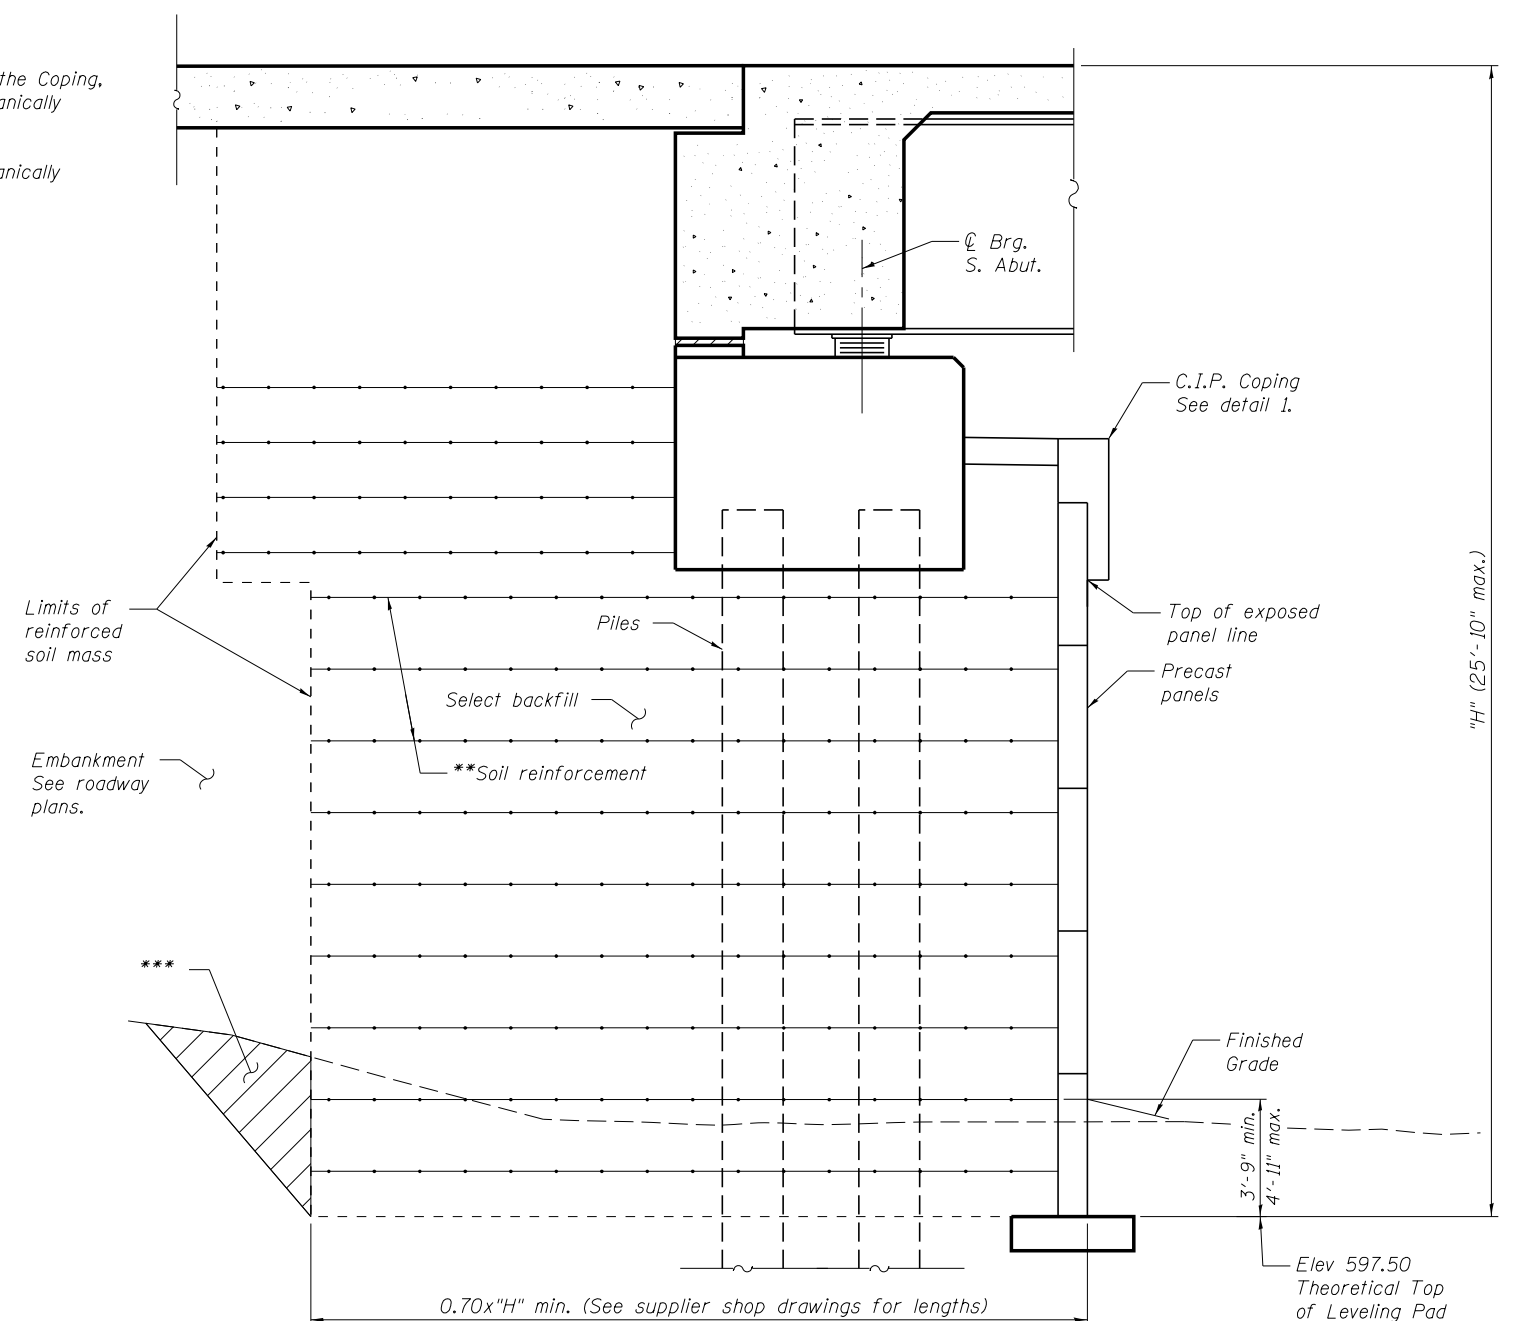 the Coping,
anically
anically
℄ Brg.
S. Abut.
C.I.P. Coping
See detail 1.
Limits of
reinforced
soil mass
Piles
Top of exposed
panel line
Precast
panels
"H" (25'-10" max.)
Select backfill
**Soil reinforcement
Embankment
See roadway
plans.
***
Finished
Grade
3'-9" min.
4'-11" max.
Elev 597.50
Theoretical Top
of Leveling Pad
0.70x"H" min. (See supplier shop drawings for lengths)